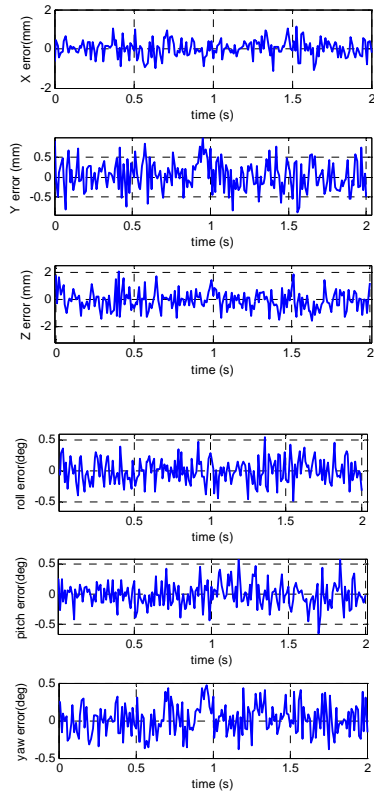 2
0
-2
X error(mm)
0 0.5 1 1.5 2
time (s)
0.5
0
-0.5
Y error (mm)
0 0.5 1 1.5 2
time (s)
2
0
-2
Z error (mm)
0 0.5 1 1.5 2
time (s)
0.5
0
-0.5
roll error(deg)
0.5 1 1.5 2
time (s)
0.5
0
-0.5
pitch error(deg)
0.5 1 1.5 2
time (s)
0.5
0
-0.5
yaw error(deg)
0 0.5 1 1.5 2
time (s)